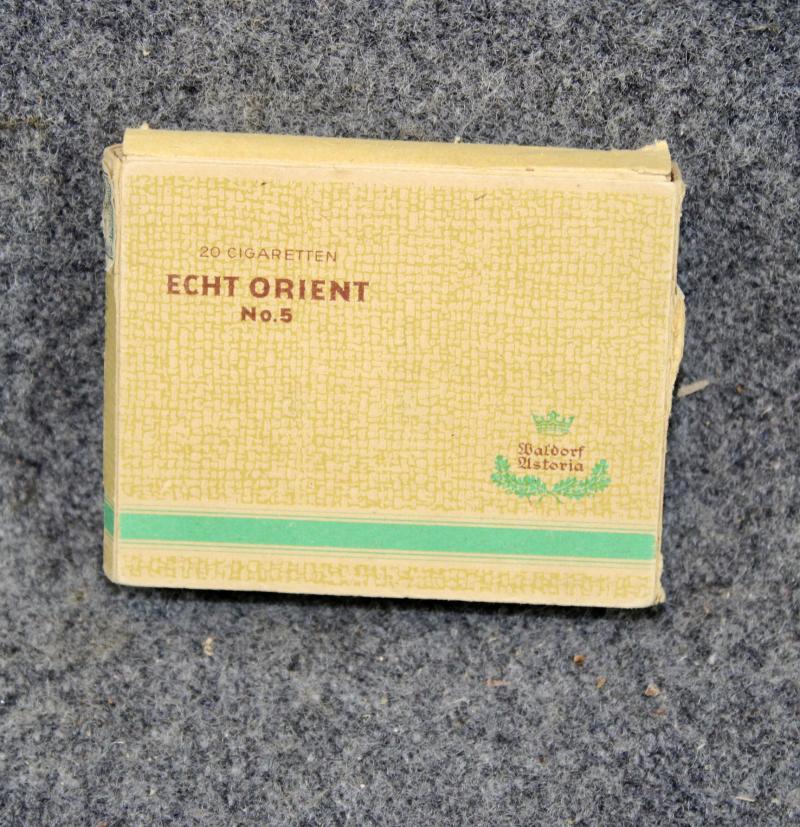 20 CIGARETTEN
ECHT ORIENT
No.5
Waldorf
Astoria